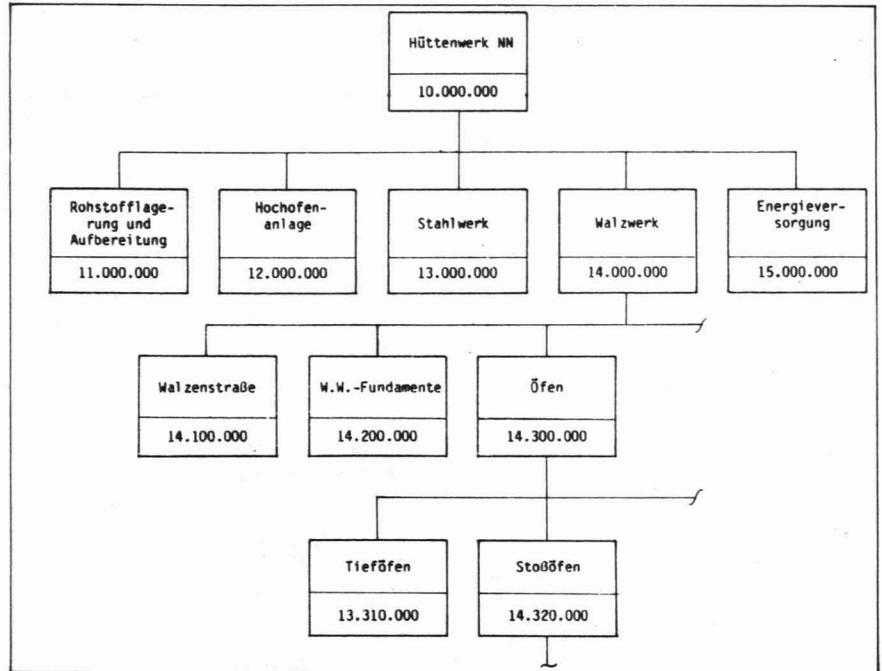 Hüttenwerk NN
10.000.000
Rohstofflage-
rung und
Aufbereitung
11.000.000
Hochofen-
anlage
12.000.000
Stahlwerk
13.000.000
Walzwerk
14.000.000
Energiever-
sorgung
15.000.000
Walzenstraße
14.100.000
W.W.-Fundamente
14.200.000
Öfen
14.300.000
Tieföfen
13.310.000
Stoßöfen
14.320.000